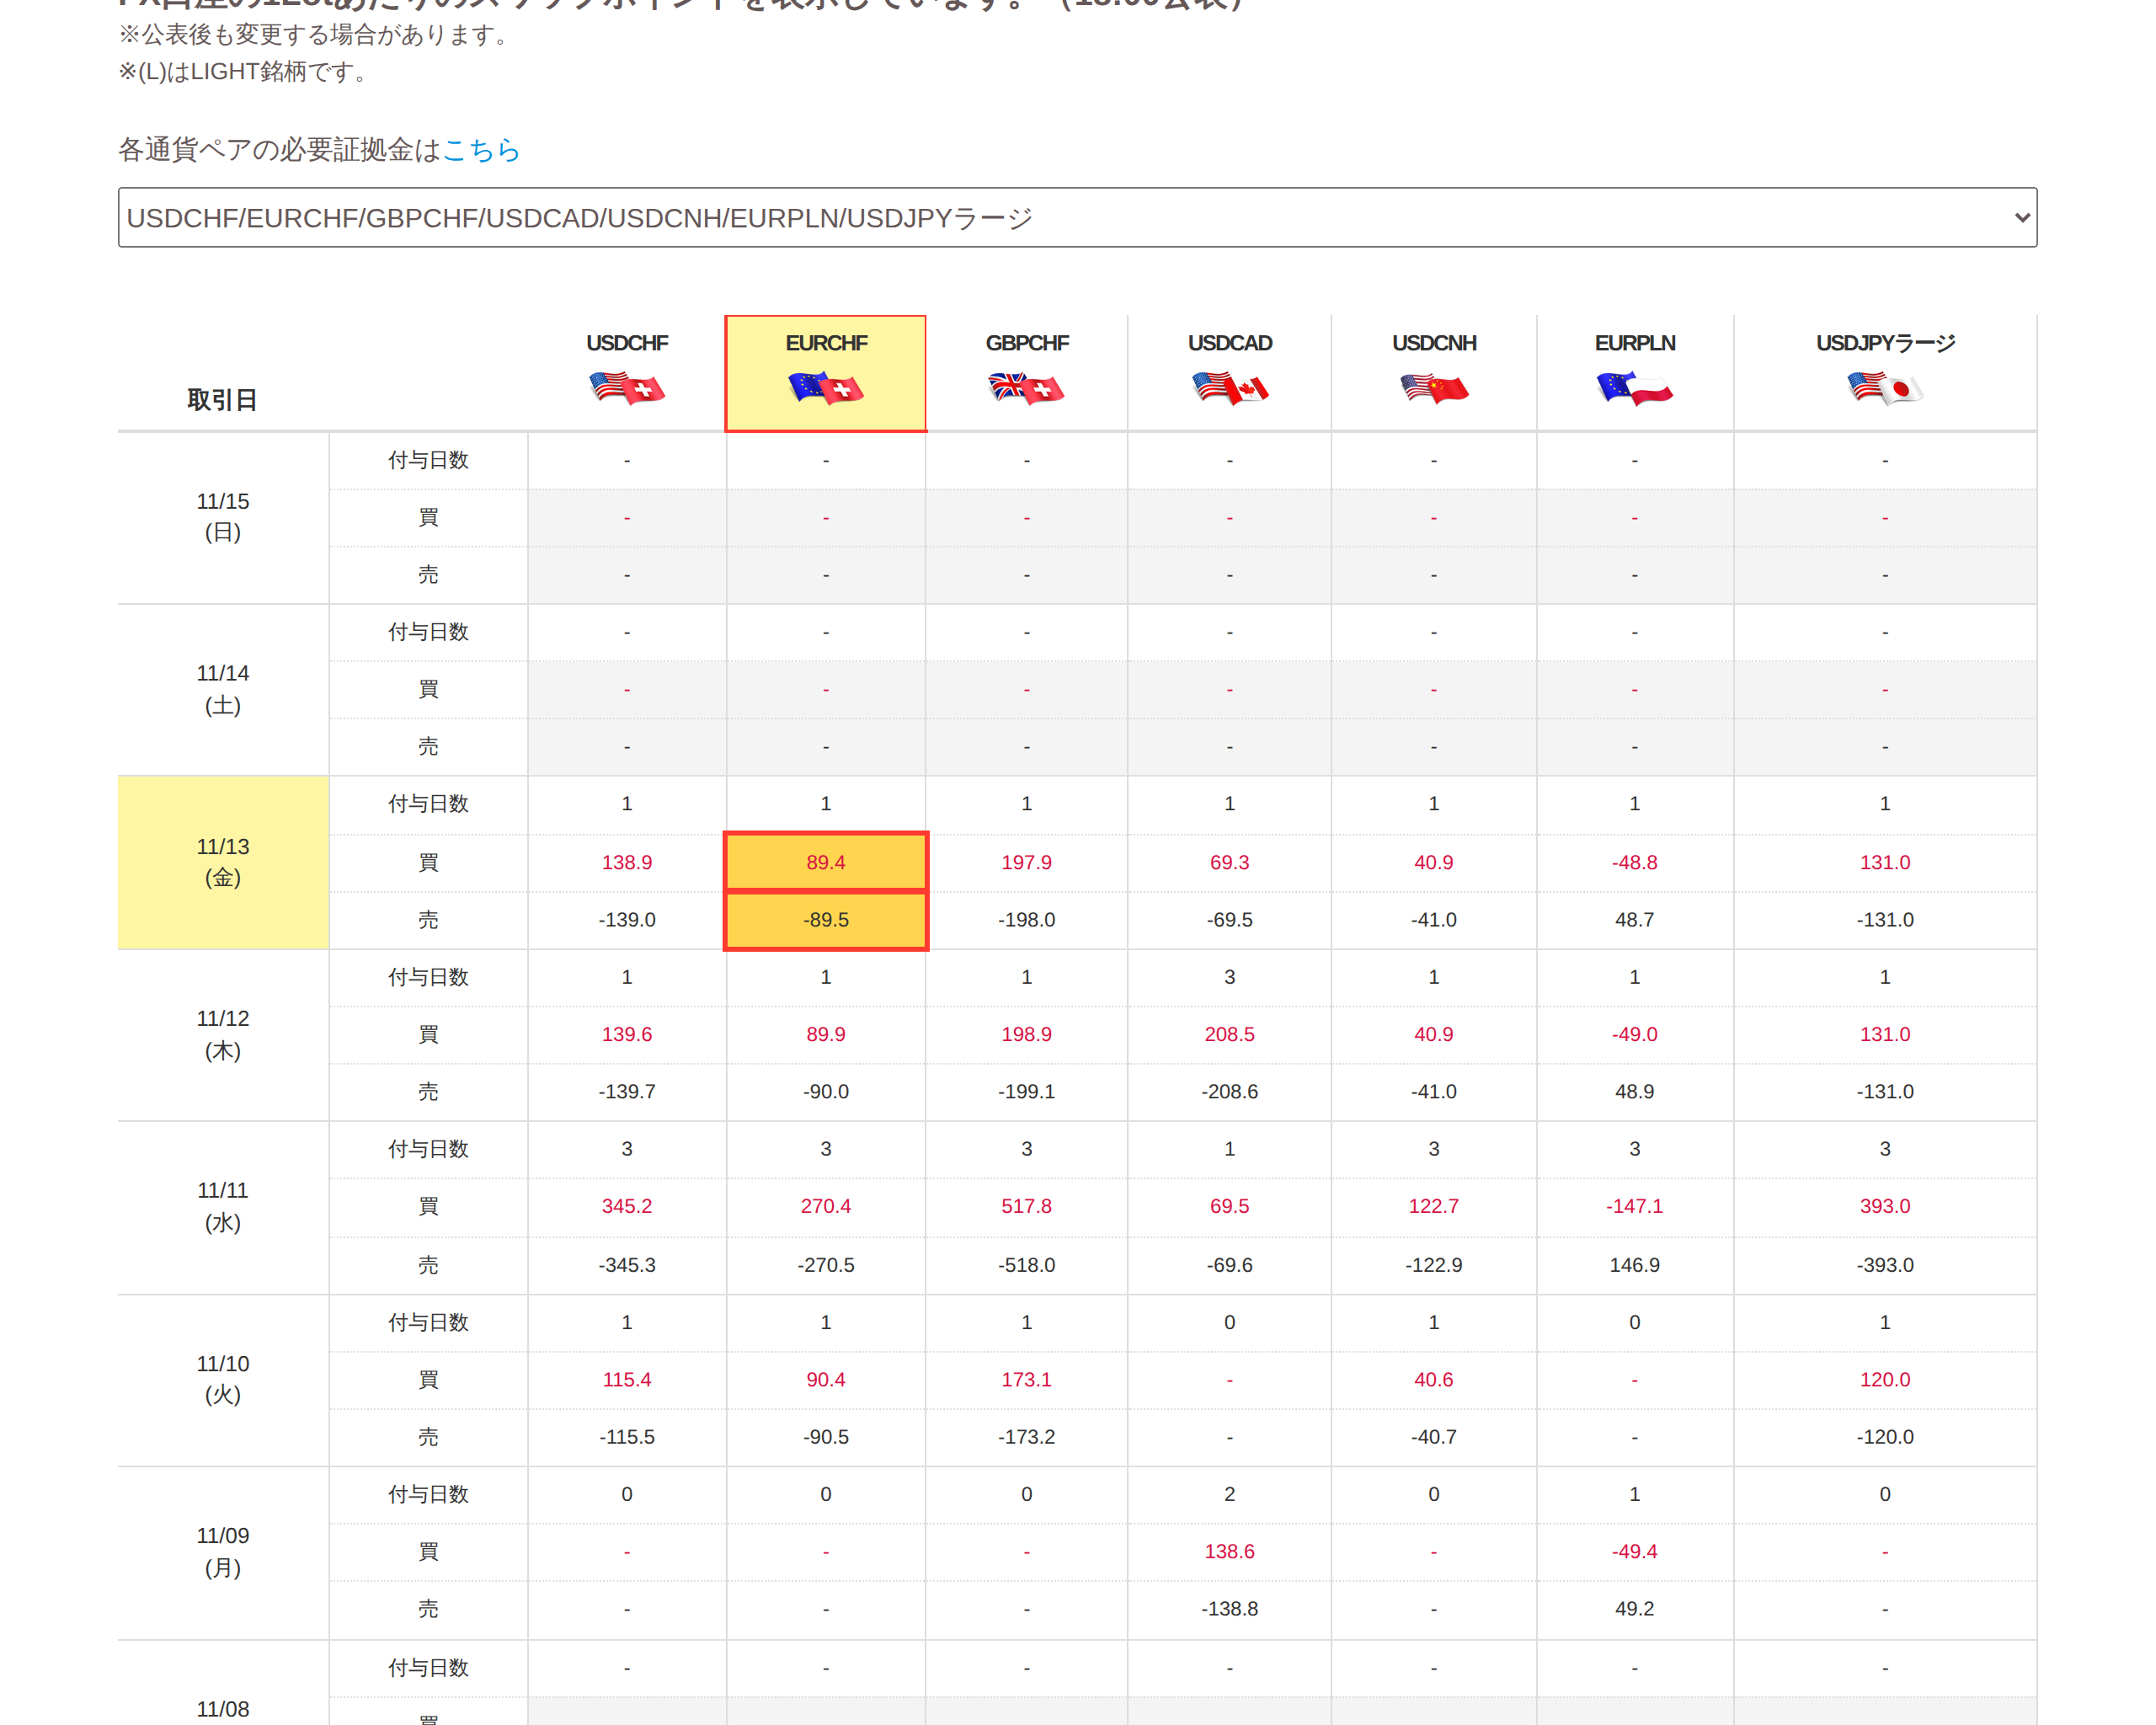 ※公表後も変更する場合があります。
※(L)はLIGHT銘柄です。
各通貨ペアの必要証拠金はこちら
USDCHF/EURCHF/GBPCHF/USDCAD/USDCNH/EURPLN/USDJPYラージ
取引日 USDCHF EURCHF GBPCHF USDCAD USDCNH EURPLN USDJPYラージ
11/15 (日)
付与日数 - - - - - - -
買 - - - - - - -
売 - - - - - - -
11/14 (土)
付与日数 - - - - - - -
買 - - - - - - -
売 - - - - - - -
11/13 (金)
付与日数 1 1 1 1 1 1 1
買 138.9 89.4 197.9 69.3 40.9 -48.8 131.0
売 -139.0 -89.5 -198.0 -69.5 -41.0 48.7 -131.0
11/12 (木)
付与日数 1 1 1 3 1 1 1
買 139.6 89.9 198.9 208.5 40.9 -49.0 131.0
売 -139.7 -90.0 -199.1 -208.6 -41.0 48.9 -131.0
11/11 (水)
付与日数 3 3 3 1 3 3 3
買 345.2 270.4 517.8 69.5 122.7 -147.1 393.0
売 -345.3 -270.5 -518.0 -69.6 -122.9 146.9 -393.0
11/10 (火)
付与日数 1 1 1 0 1 0 1
買 115.4 90.4 173.1 - 40.6 - 120.0
売 -115.5 -90.5 -173.2 - -40.7 - -120.0
11/09 (月)
付与日数 0 0 0 2 0 1 0
買 - - - 138.6 - -49.4 -
売 - - - -138.8 - 49.2 -
11/08
付与日数 - - - - - - -